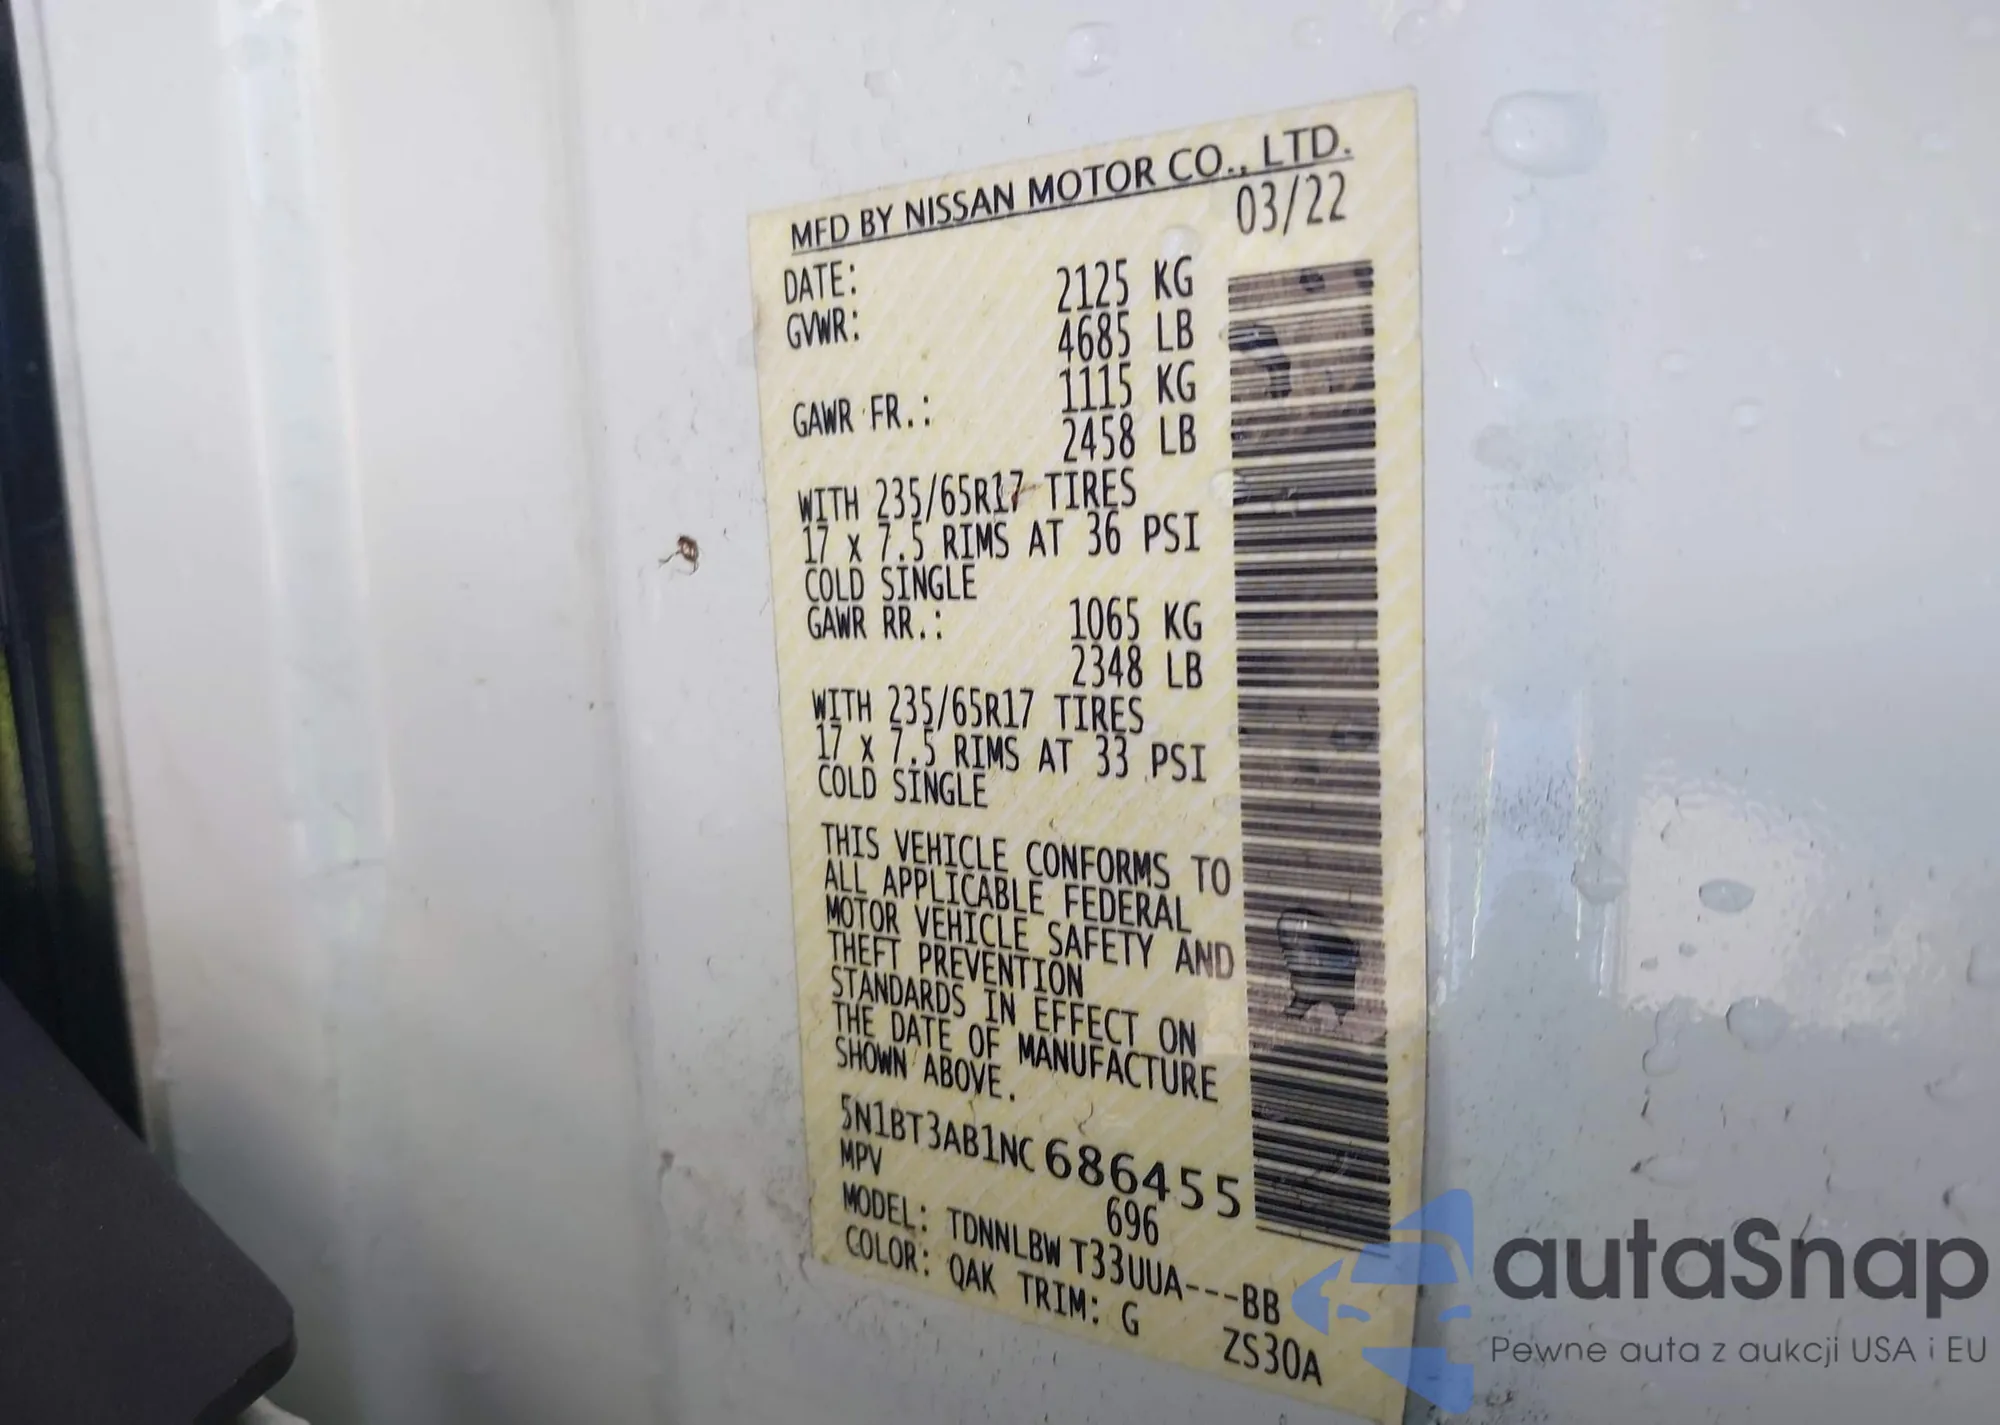 MFD BY NISSAN MOTOR CO., LTD.
DATE: 03/22
GVWR: 2125 KG
4685 LB
GAWR FR.: 1115 KG
2458 LB
WITH 235/65R17 TIRES
17 x 7.5 RIMS AT 36 PSI
COLD SINGLE
GAWR RR.: 1065 KG
2348 LB
WITH 235/65R17 TIRES
17 x 7.5 RIMS AT 33 PSI
COLD SINGLE
THIS VEHICLE CONFORMS TO
ALL APPLICABLE FEDERAL
MOTOR VEHICLE SAFETY AND
THEFT PREVENTION
STANDARDS IN EFFECT ON
THE DATE OF MANUFACTURE
SHOWN ABOVE.
5N1BT3AB1NC686455
MPV 696
MODEL: TDNNLBW T33UUA---BB
COLOR: QAK TRIM: G ZS30A
autaSnap
Pewne auta z aukcji USA i EU